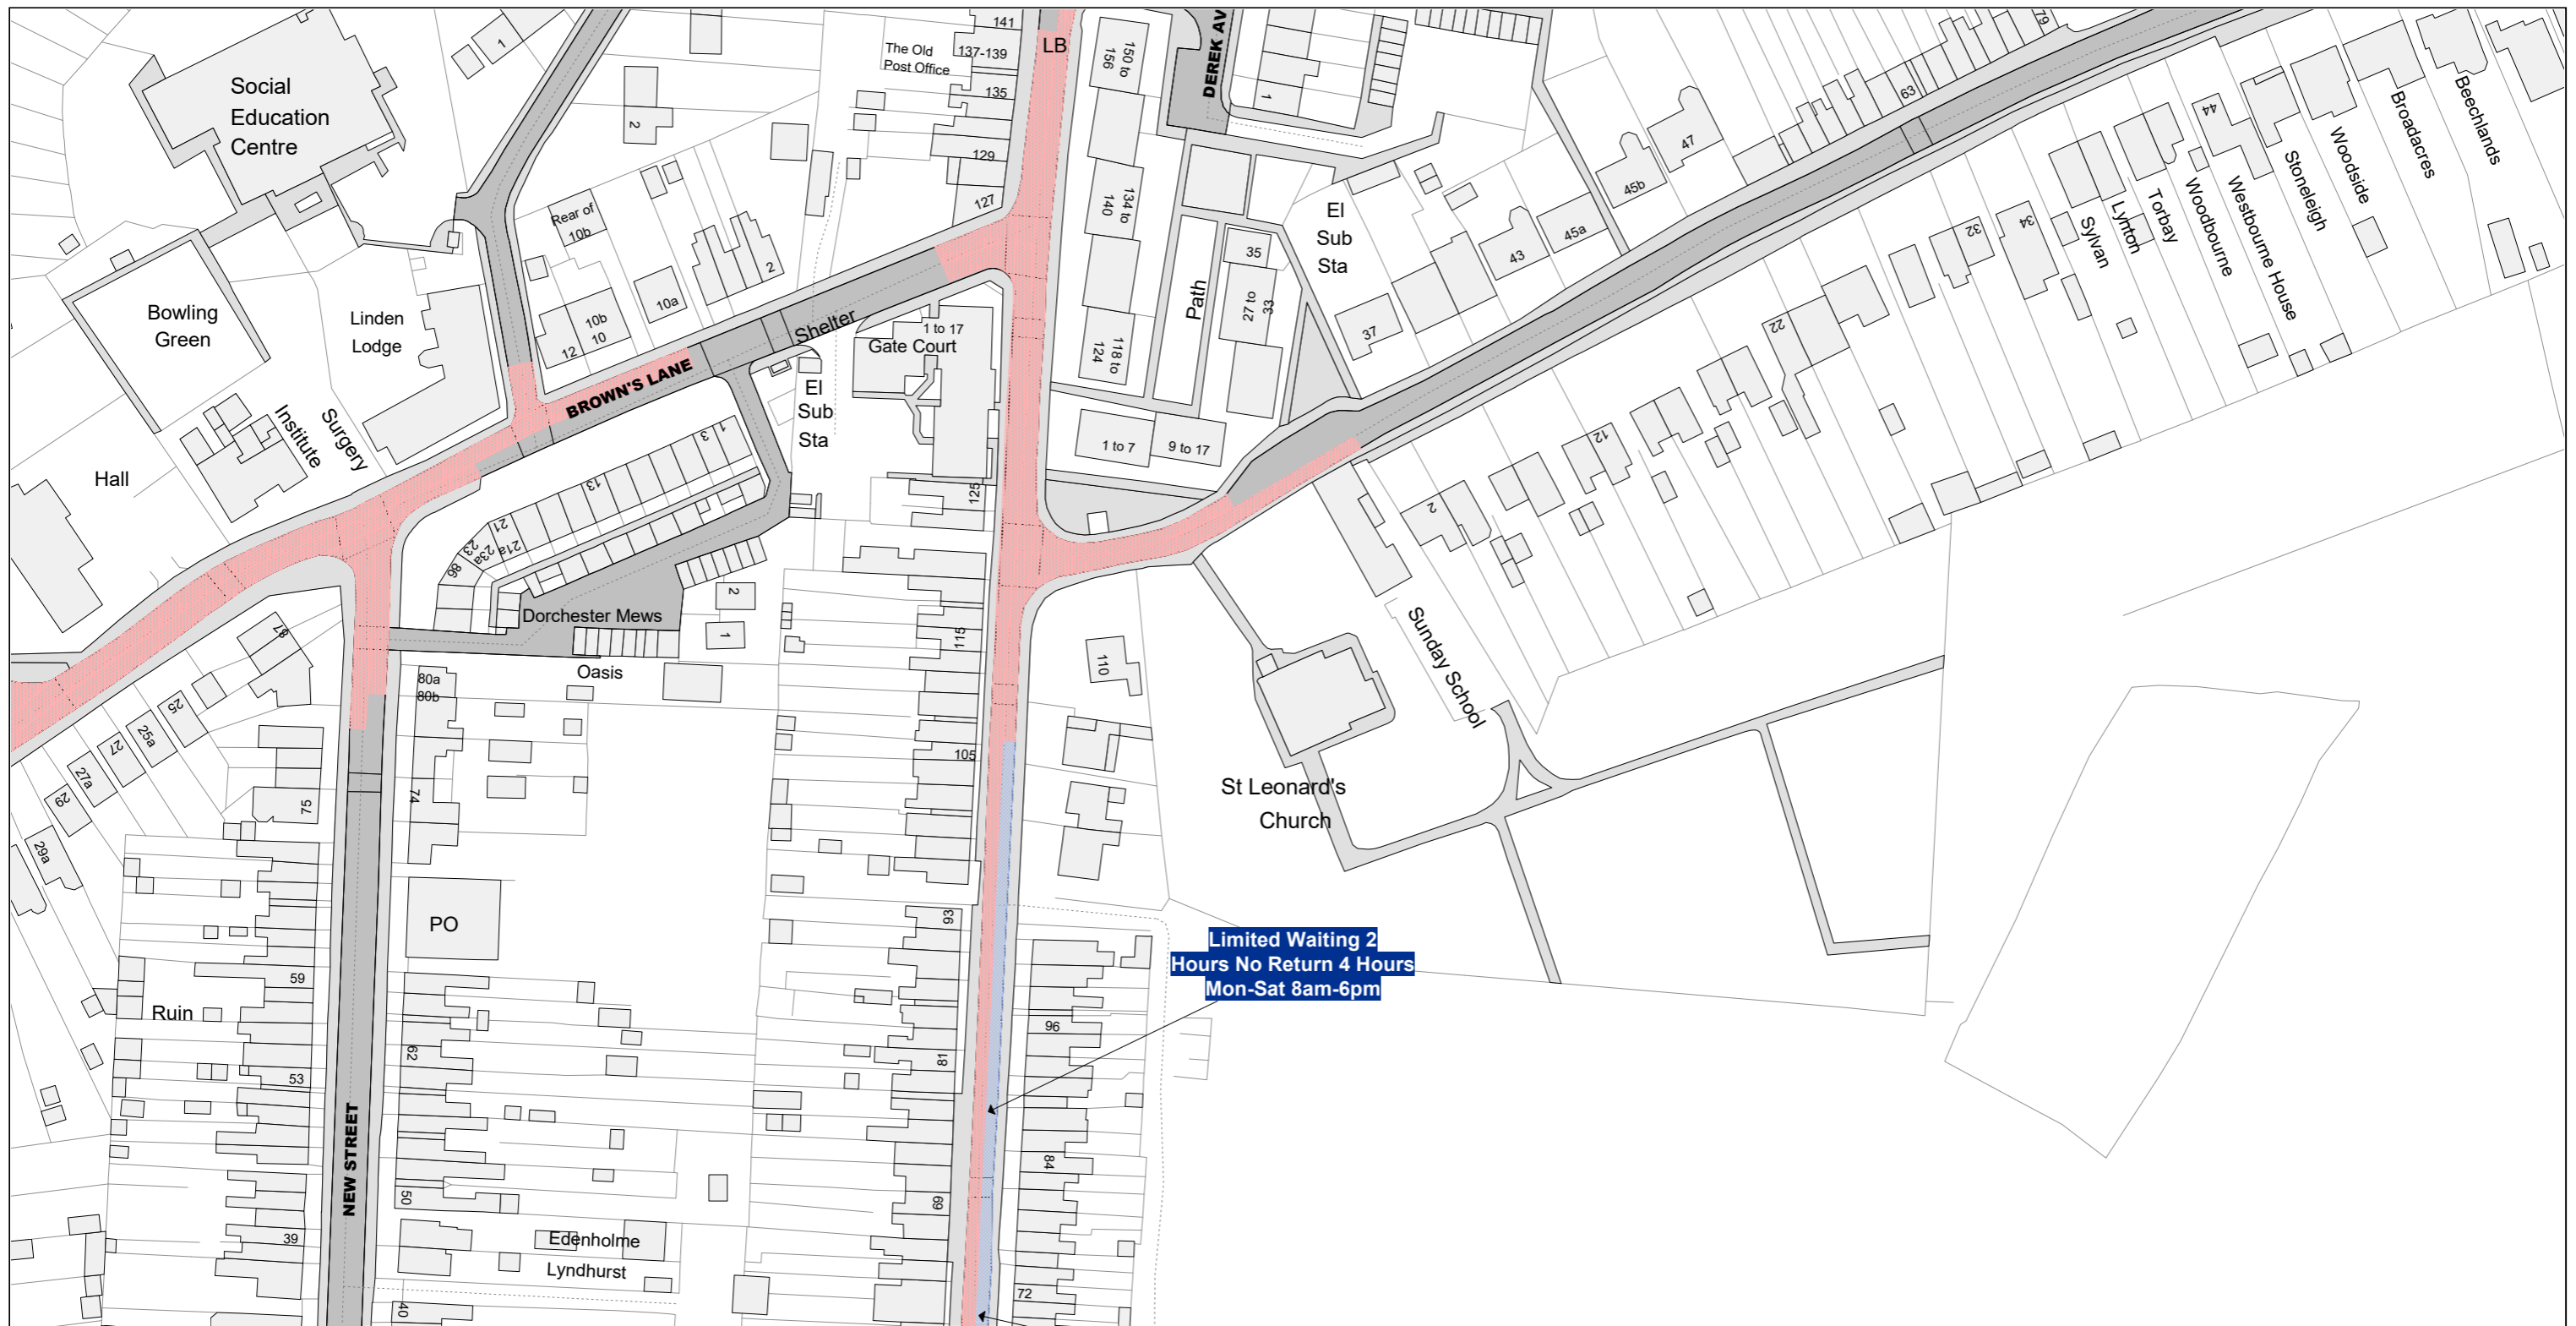 141
LB
150 to
156
DEREK AV
1
79
The Old
Post Office
137-139
135
129
127
1
2
Social
Education
Centre
63
47
45b
45a
43
37
44
Beechlands
Broadacres
Woodside
Stoneleigh
Westbourne House
Woodbourne
Torbay
Lynton
Sylvan
34
32
22
12
2
134 to
140
118 to
124
Path
35
27 to
33
El
Sub
Sta
1 to 7
9 to 17
Rear of
10b
10a
2
10b
10
12
Bowling
Green
Linden
Lodge
Institute
Surgery
Hall
BROWN'S LANE
Shelter
1 to 17
Gate Court
El
Sub
Sta
125
1
3
13
21
21a
23
23a
86
Dorchester Mews
2
1
Oasis
115
110
105
Sunday School
St Leonard's
Church
87
25
25a
27
27a
29
29a
80a
80b
75
74
PO
93
Limited Waiting 2
Hours No Return 4 Hours
Mon-Sat 8am-6pm
59
Ruin
62
53
96
81
84
69
72
NEW STREET
50
39
Edenholme
Lyndhurst
40